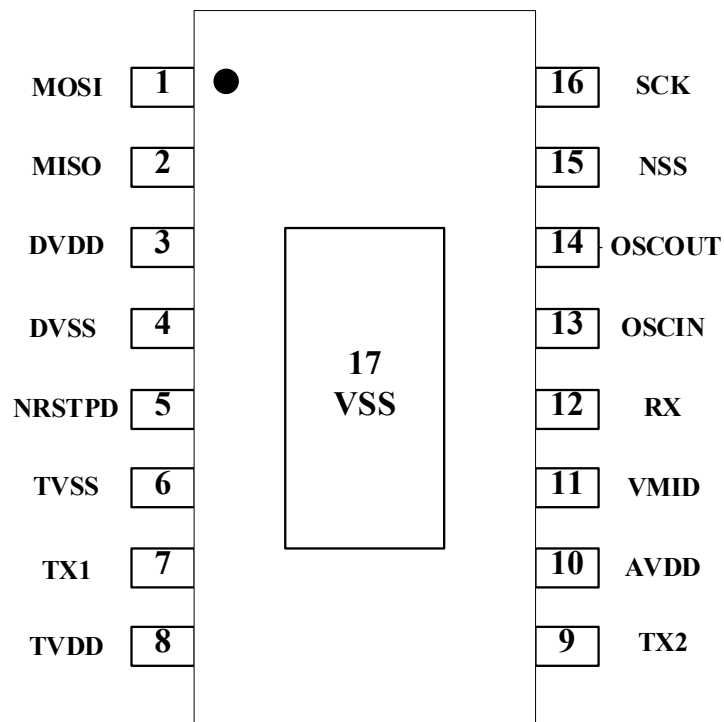 MOSI 1 16 SCK
MISO 2 15 NSS
DVDD 3 14 OSCOUT
DVSS 4 13 OSCIN
17
VSS
NRSTPD 5 12 RX
TVSS 6 11 VMID
TX1 7 10 AVDD
TVDD 8 9 TX2